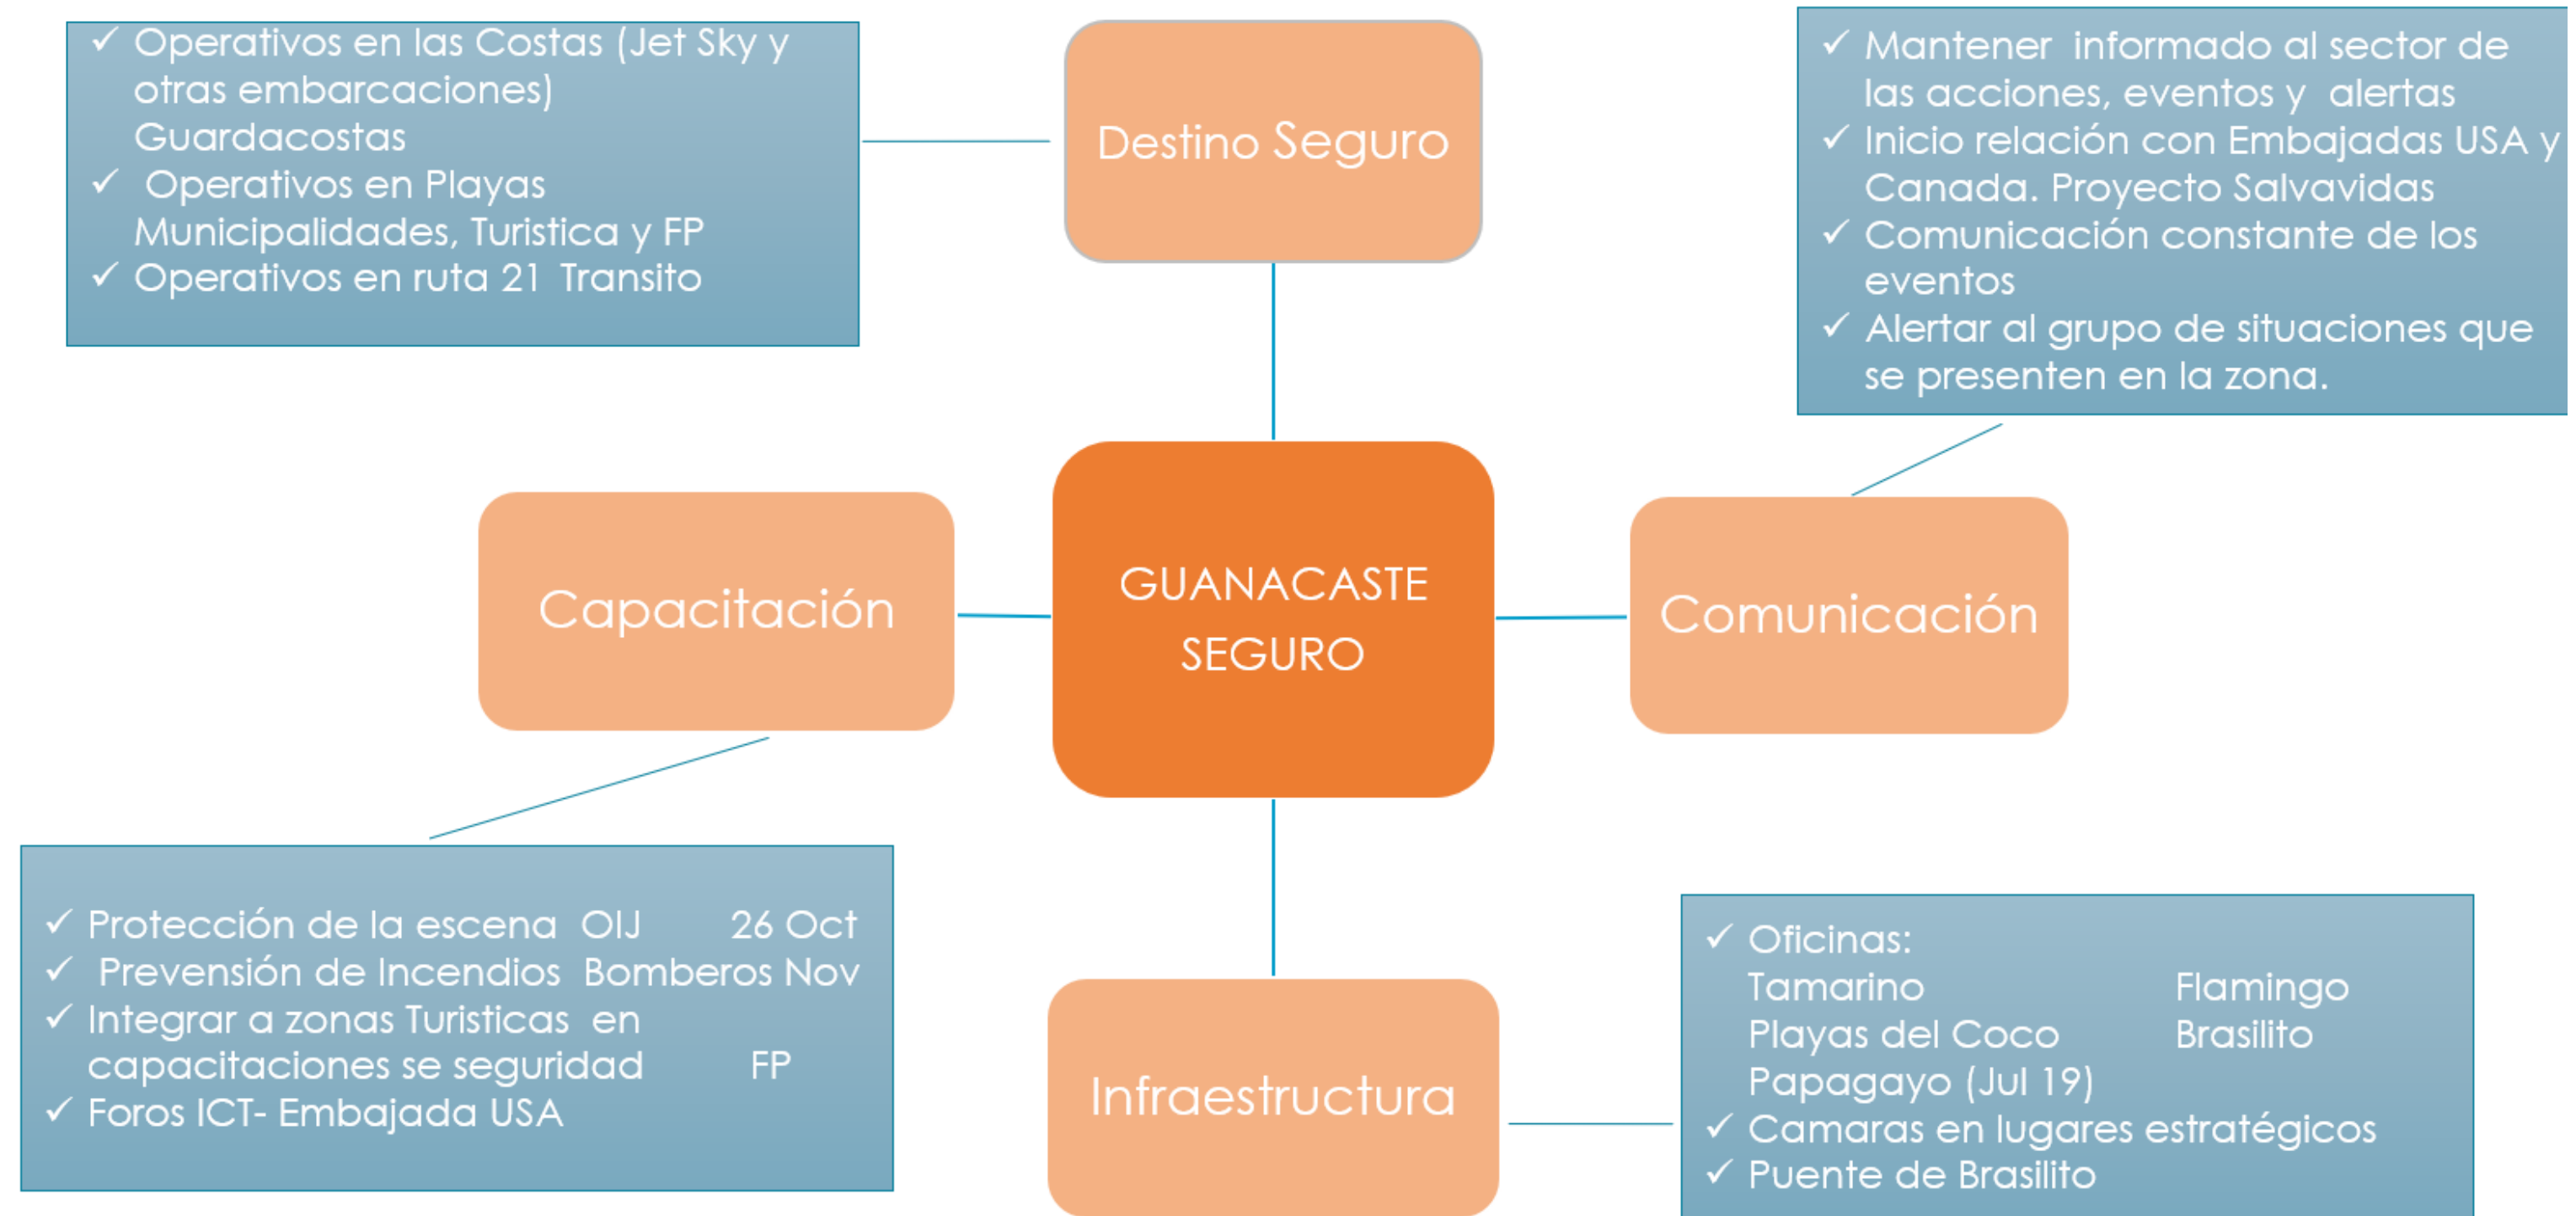 ✓ Operativos en las Costas (Jet Sky y
otras embarcaciones)
Guardacostas
✓ Operativos en Playas
Municipalidades, Turistica y FP
✓ Operativos en ruta 21 Transito
Destino Seguro
✓ Mantener informado al sector de
las acciones, eventos y alertas
✓ Inicio relación con Embajadas USA y
Canada. Proyecto Salvavidas
✓ Comunicación constante de los
eventos
✓ Alertar al grupo de situaciones que
se presenten en la zona.
Capacitación
GUANACASTE
SEGURO
Comunicación
✓ Protección de la escena OIJ 26 Oct
✓ Prevensión de Incendios Bomberos Nov
✓ Integrar a zonas Turisticas en
capacitaciones se seguridad FP
✓ Foros ICT- Embajada USA
Infraestructura
✓ Oficinas:
Tamarino Flamingo
Playas del Coco Brasilito
Papagayo (Jul 19)
✓ Camaras en lugares estratégicos
✓ Puente de Brasilito